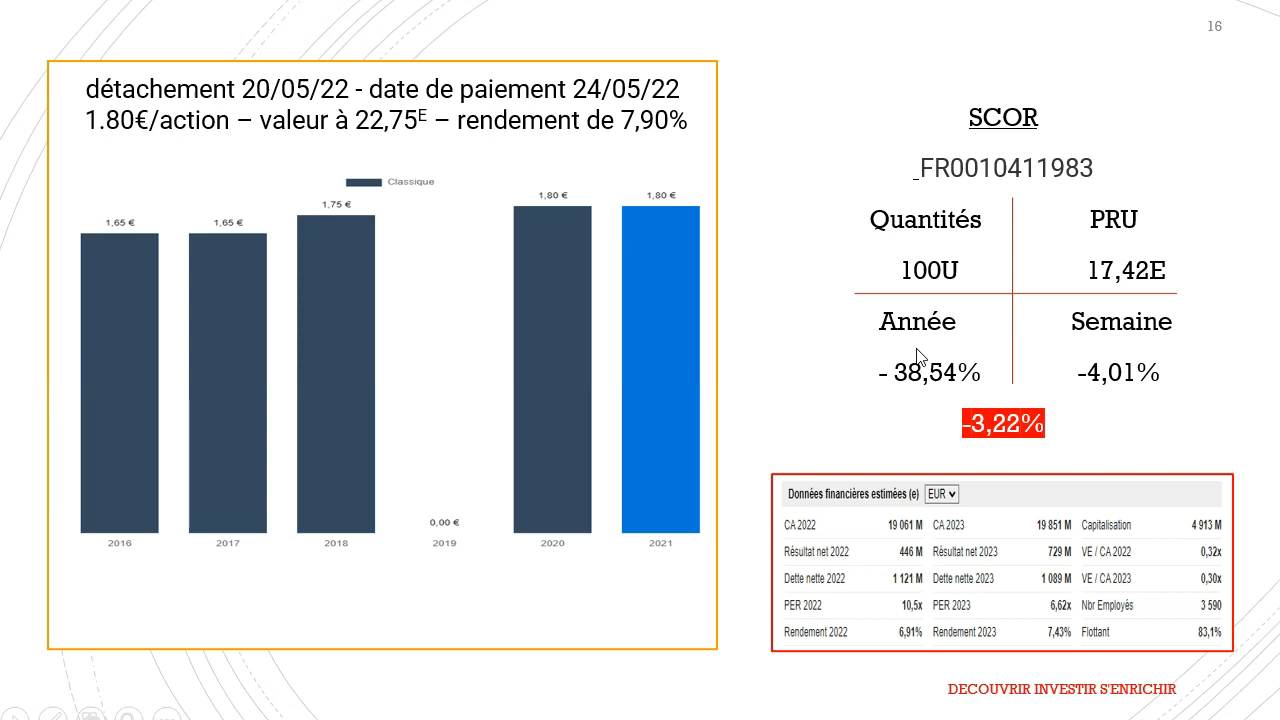 16
détachement 20/05/22 - date de paiement 24/05/22
1.80€/action – valeur à 22,75E – rendement de 7,90%
Classique
1,65 €
1,65 €
1,75 €
0,00 €
1,80 €
1,80 €
2016
2017
2018
2019
2020
2021
SCOR
FR0010411983
Quantités PRU
100U 17,42E
Année Semaine
- 38,54% -4,01%
-3,22%
Données financières estimées (e) EUR
CA 2022 19 061 M CA 2023 19 851 M Capitalisation 4 913 M
Résultat net 2022 446 M Résultat net 2023 729 M VE / CA 2022 0,32x
Dette nette 2022 1 121 M Dette nette 2023 1 089 M VE / CA 2023 0,30x
PER 2022 10,5x PER 2023 6,62x Nbr Employés 3 590
Rendement 2022 6,91% Rendement 2023 7,43% Flottant 83,1%
DECOUVRIR INVESTIR S'ENRICHIR